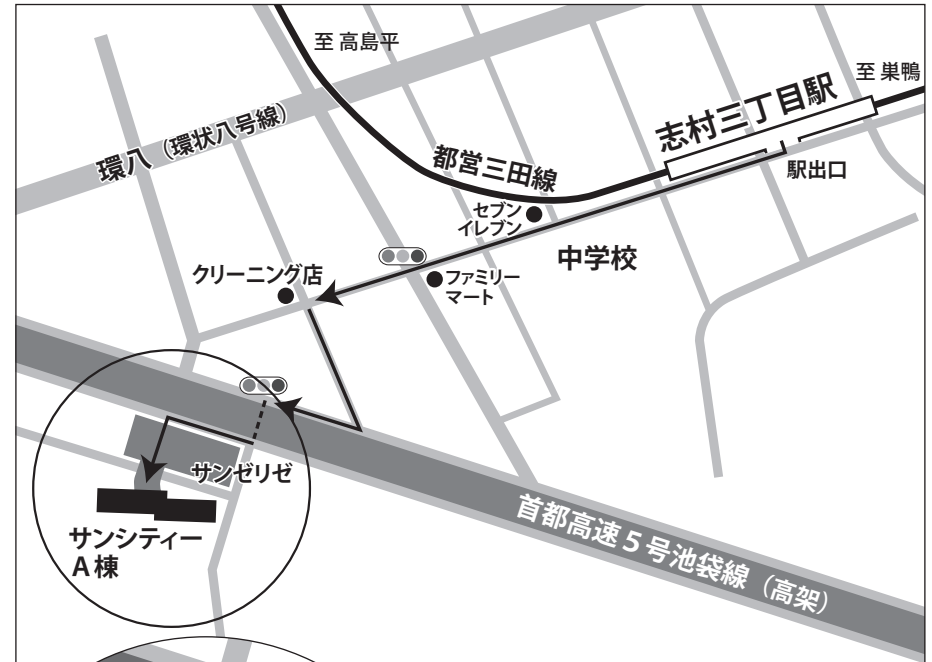 至 高島平
至 巣鴨
志村三丁目駅
環八（環状八号線）
都営三田線
駅出口
セブン
イレブン
中学校
クリーニング店
ファミリー
マート
サンゼリゼ
首都高速５号池袋線（高架）
サンシティー
A棟